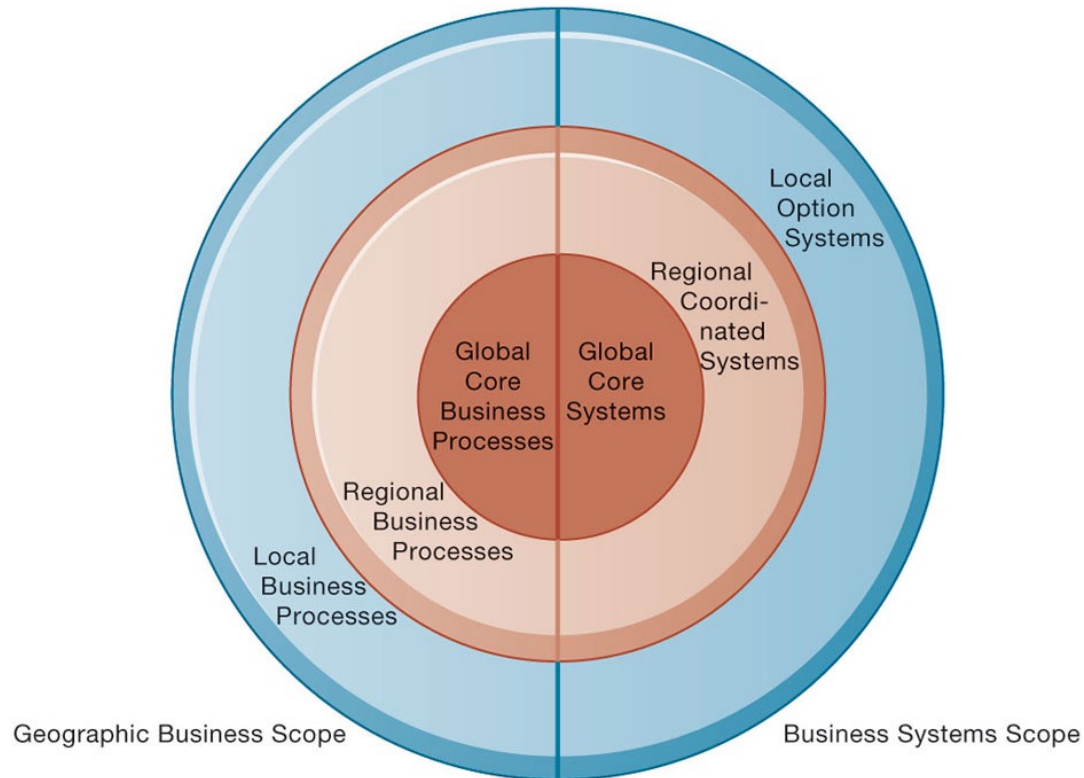 Local
Option
Systems
Regional
Coordi-
nated
Systems
Global
Core
Business
Processes
Global
Core
Systems
Regional
Business
Processes
Local
Business
Processes
Geographic Business Scope
Business Systems Scope